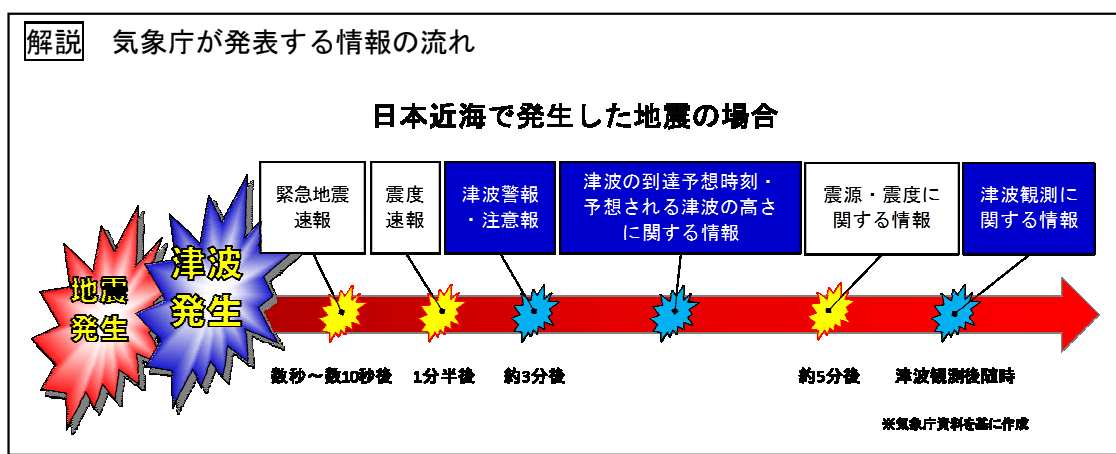 解説 気象庁が発表する情報の流れ
日本近海で発生した地震の場合
緊急地震
速報
震度
速報
津波警報
・注意報
津波の到達予想時刻・
予想される津波の高さ
に関する情報
震源・震度に
関する情報
津波観測に
関する情報
地震
発生
津波
発生
数秒～数10秒後
1分半後
約3分後
約5分後
津波観測後随時
※気象庁資料を基に作成